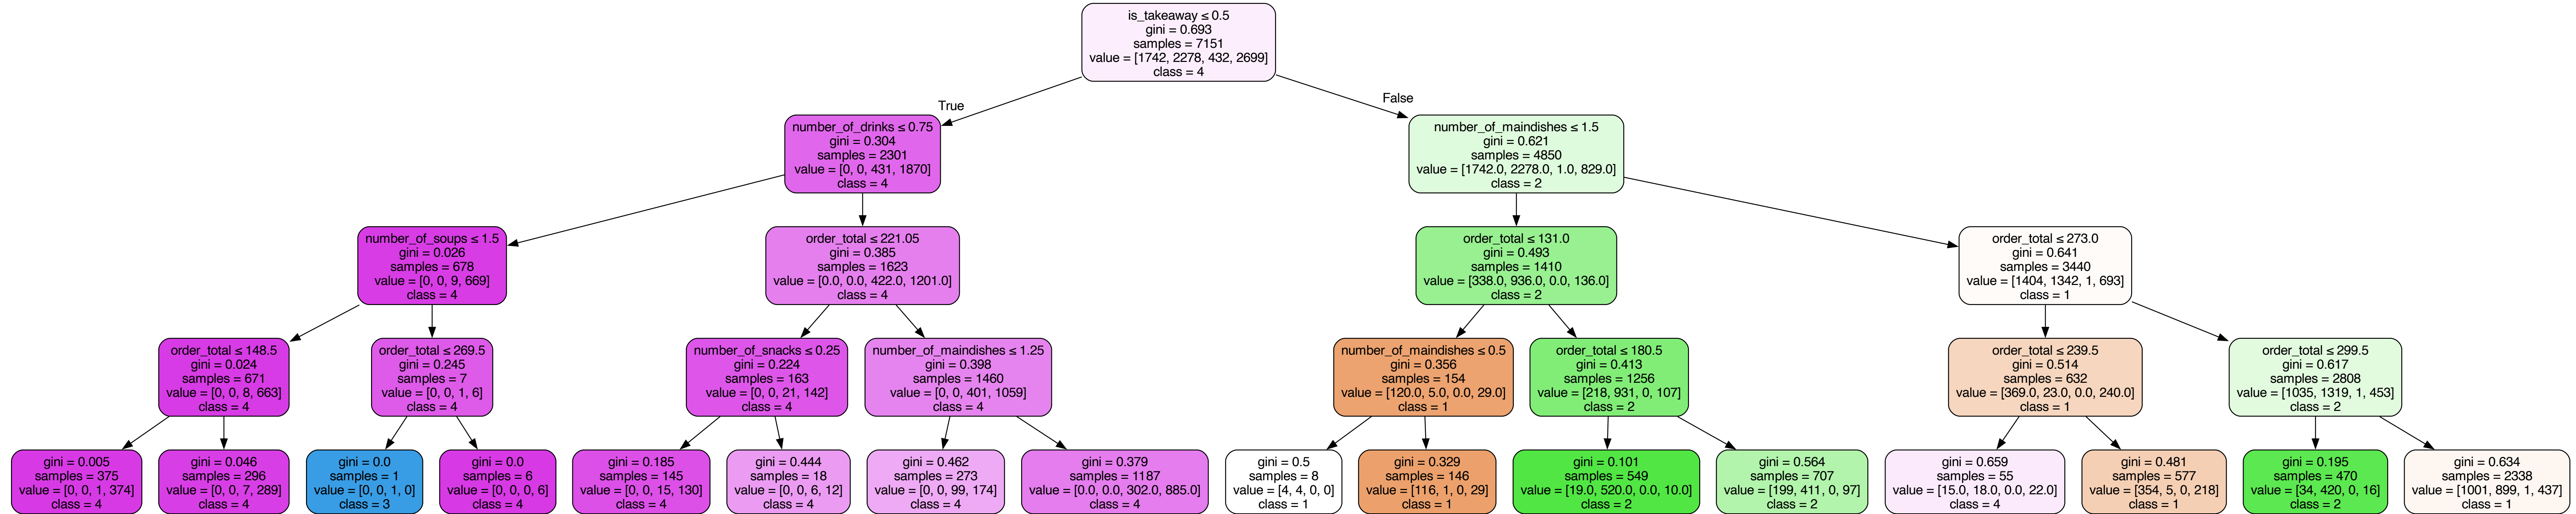 is_takeaway ≤ 0.5
gini = 0.693
samples = 7151
value = [1742, 2278, 432, 2699]
class = 4
True
False
number_of_drinks ≤ 0.75
gini = 0.304
samples = 2301
value = [0, 0, 431, 1870]
class = 4
number_of_maindishes ≤ 1.5
gini = 0.621
samples = 4850
value = [1742.0, 2278.0, 1.0, 829.0]
class = 2
number_of_soups ≤ 1.5
gini = 0.026
samples = 678
value = [0, 0, 9, 669]
class = 4
order_total ≤ 221.05
gini = 0.385
samples = 1623
value = [0.0, 0.0, 422.0, 1201.0]
class = 4
order_total ≤ 131.0
gini = 0.493
samples = 1410
value = [338.0, 936.0, 0.0, 136.0]
class = 2
order_total ≤ 273.0
gini = 0.641
samples = 3440
value = [1404, 1342, 1, 693]
class = 1
order_total ≤ 148.5
gini = 0.024
samples = 671
value = [0, 0, 8, 663]
class = 4
order_total ≤ 269.5
gini = 0.245
samples = 7
value = [0, 0, 1, 6]
class = 4
number_of_snacks ≤ 0.25
gini = 0.224
samples = 163
value = [0, 0, 21, 142]
class = 4
number_of_maindishes ≤ 1.25
gini = 0.398
samples = 1460
value = [0, 0, 401, 1059]
class = 4
number_of_maindishes ≤ 0.5
gini = 0.356
samples = 154
value = [120.0, 5.0, 0.0, 29.0]
class = 1
order_total ≤ 180.5
gini = 0.413
samples = 1256
value = [218, 931, 0, 107]
class = 2
order_total ≤ 239.5
gini = 0.514
samples = 632
value = [369.0, 23.0, 0.0, 240.0]
class = 1
order_total ≤ 299.5
gini = 0.617
samples = 2808
value = [1035, 1319, 1, 453]
class = 2
gini = 0.005
samples = 375
value = [0, 0, 1, 374]
class = 4
gini = 0.046
samples = 296
value = [0, 0, 7, 289]
class = 4
gini = 0.0
samples = 1
value = [0, 0, 1, 0]
class = 3
gini = 0.0
samples = 6
value = [0, 0, 0, 6]
class = 4
gini = 0.185
samples = 145
value = [0, 0, 15, 130]
class = 4
gini = 0.444
samples = 18
value = [0, 0, 6, 12]
class = 4
gini = 0.462
samples = 273
value = [0, 0, 99, 174]
class = 4
gini = 0.379
samples = 1187
value = [0.0, 0.0, 302.0, 885.0]
class = 4
gini = 0.5
samples = 8
value = [4, 4, 0, 0]
class = 1
gini = 0.329
samples = 146
value = [116, 1, 0, 29]
class = 1
gini = 0.101
samples = 549
value = [19.0, 520.0, 0.0, 10.0]
class = 2
gini = 0.564
samples = 707
value = [199, 411, 0, 97]
class = 2
gini = 0.659
samples = 55
value = [15.0, 18.0, 0.0, 22.0]
class = 4
gini = 0.481
samples = 577
value = [354, 5, 0, 218]
class = 1
gini = 0.195
samples = 470
value = [34, 420, 0, 16]
class = 2
gini = 0.634
samples = 2338
value = [1001, 899, 1, 437]
class = 1